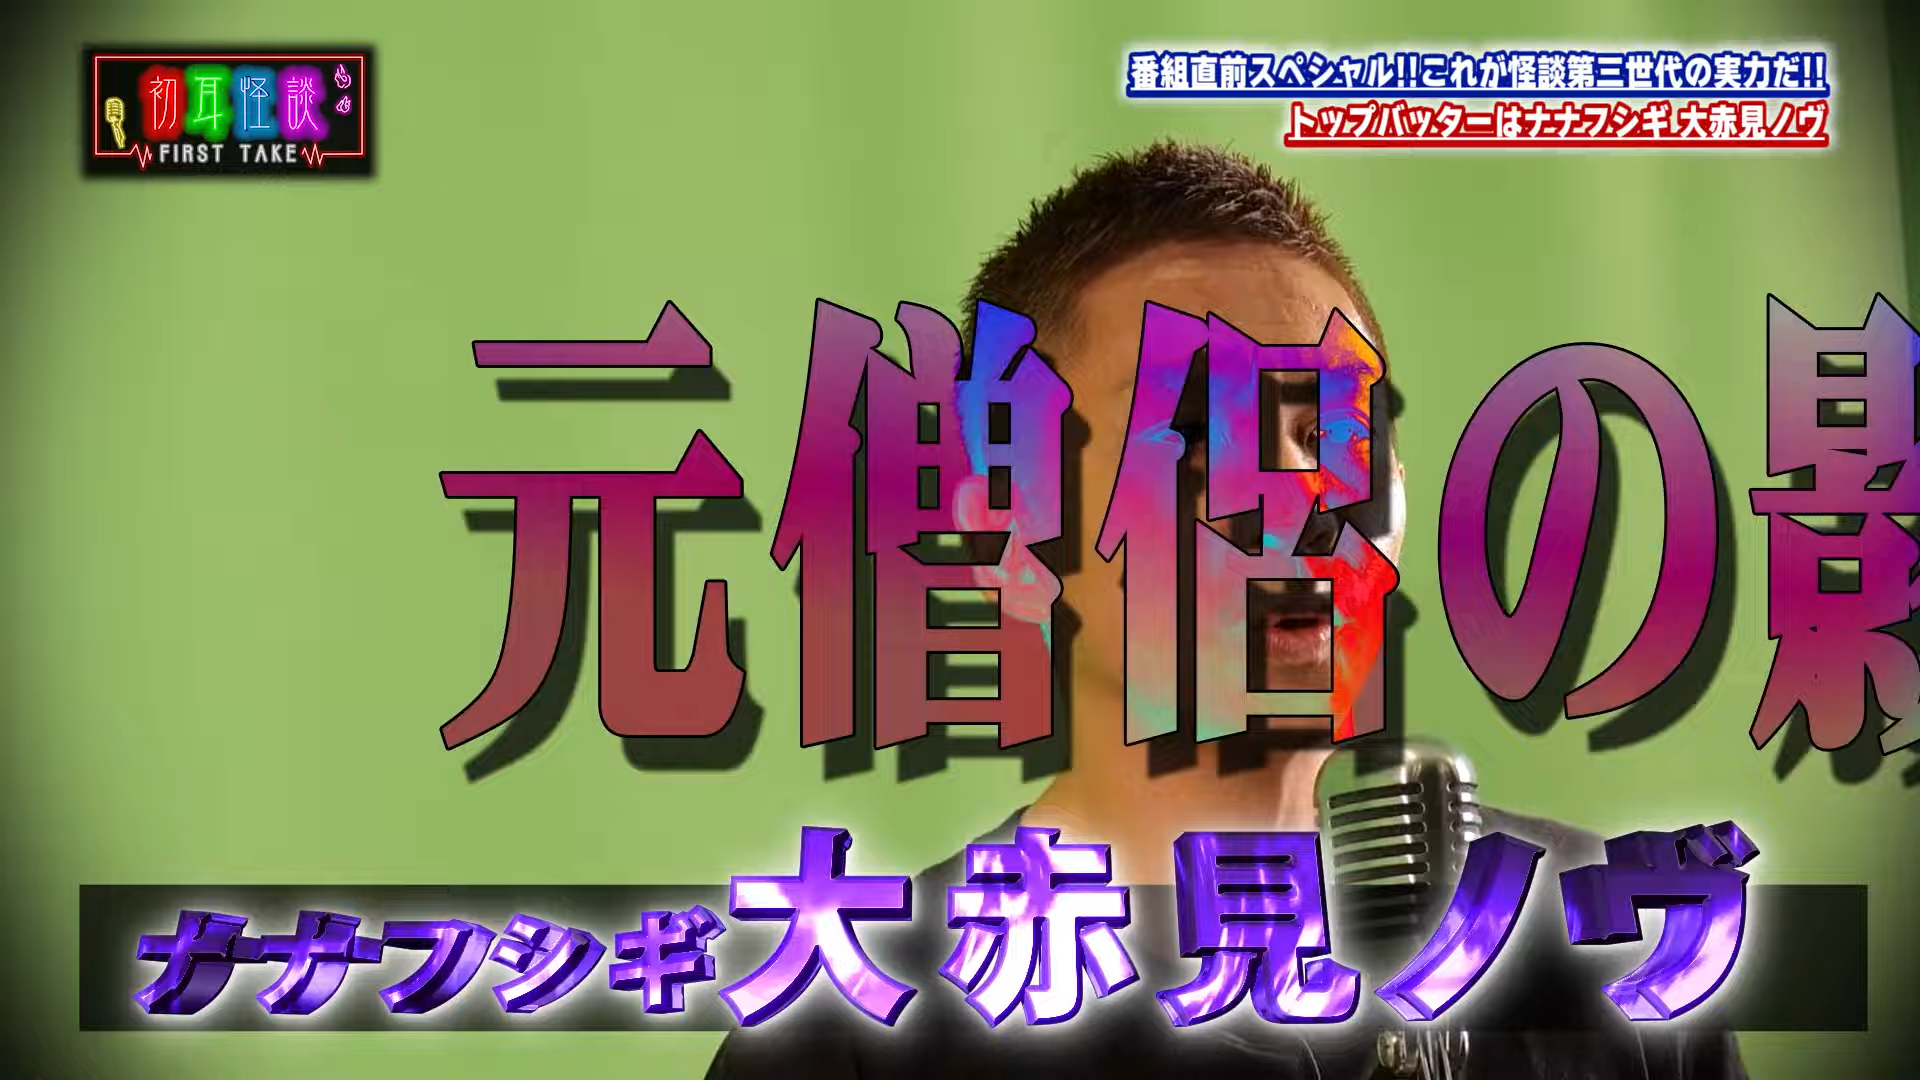 初耳怪談
FIRST TAKE
番組直前スペシャル!!これが怪談第三世代の実力だ!!
トップバッターはナナフシギ 大赤見ノヴ
元僧侶の影
ナナフシギ 大赤見ノヴ